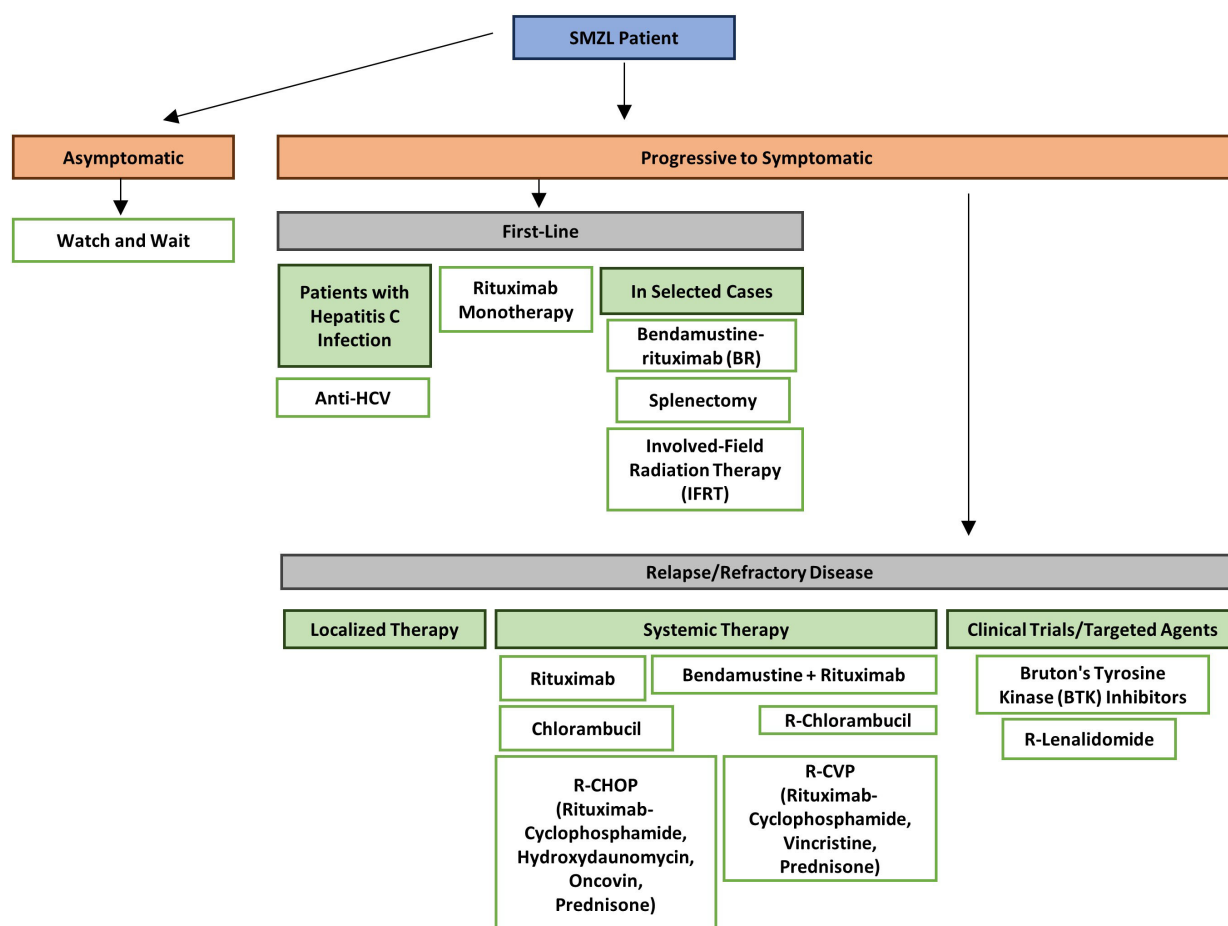 SMZL Patient
Asymptomatic
Progressive to Symptomatic
Watch and Wait
First-Line
Patients with
Hepatitis C
Infection
Anti-HCV
Rituximab
Monotherapy
In Selected Cases
Bendamustine-
rituximab (BR)
Splenectomy
Involved-Field
Radiation Therapy
(IFRT)
Relapse/Refractory Disease
Localized Therapy
Systemic Therapy
Rituximab
Bendamustine + Rituximab
Chlorambucil
R-Chlorambucil
R-CHOP
(Rituximab-
Cyclophosphamide,
Hydroxydaunomycin,
Oncovin,
Prednisone)
R-CVP
(Rituximab-
Cyclophosphamide,
Vincristine,
Prednisone)
Clinical Trials/Targeted Agents
Bruton's Tyrosine
Kinase (BTK) Inhibitors
R-Lenalidomide